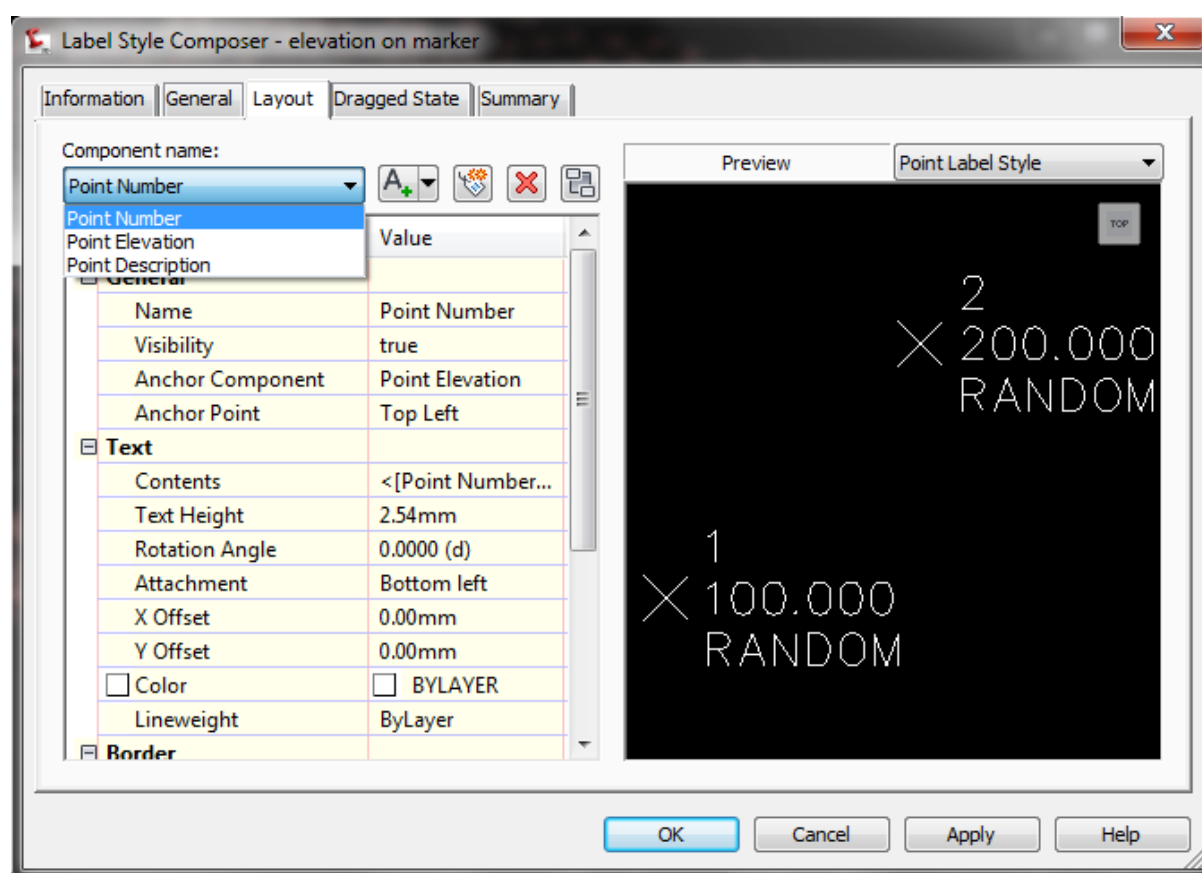 Label Style Composer - elevation on marker
X
Information General Layout Dragged State Summary
Component name:
Point Number
A
Preview
Point Label Style
Point Number
Point Elevation
Point Description
Value
General
Name Point Number
Visibility true
Anchor Component Point Elevation
Anchor Point Top Left
Text
Contents <[Point Number...
Text Height 2.54mm
Rotation Angle 0.0000 (d)
Attachment Bottom left
X Offset 0.00mm
Y Offset 0.00mm
Color BYLAYER
Lineweight ByLayer
Border
TOP
2
200.000
RANDOM
1
100.000
RANDOM
OK Cancel Apply Help